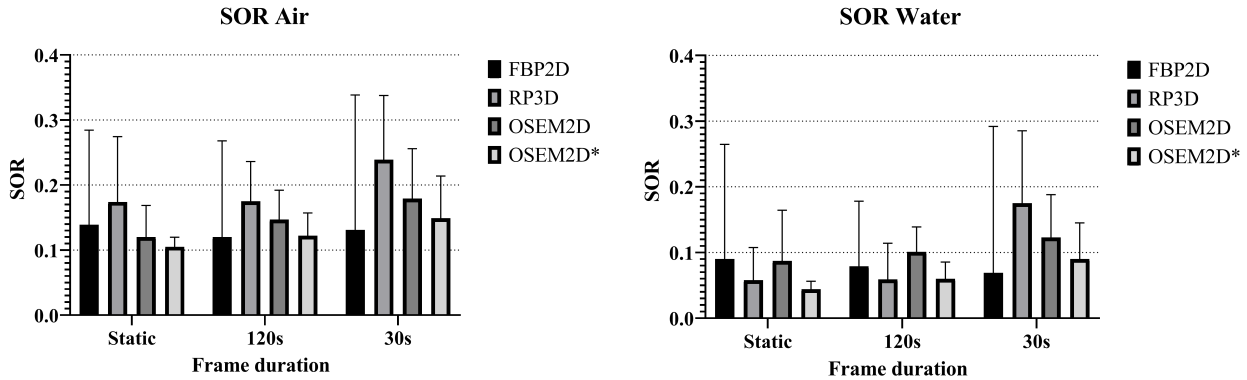 SOR Air
SOR
0.4
0.3
0.2
0.1
0.0
Static
120s
30s
Frame duration
FBP2D
RP3D
OSEM2D
OSEM2D*
SOR Water
SOR
0.4
0.3
0.2
0.1
0.0
Static
120s
30s
Frame duration
FBP2D
RP3D
OSEM2D
OSEM2D*